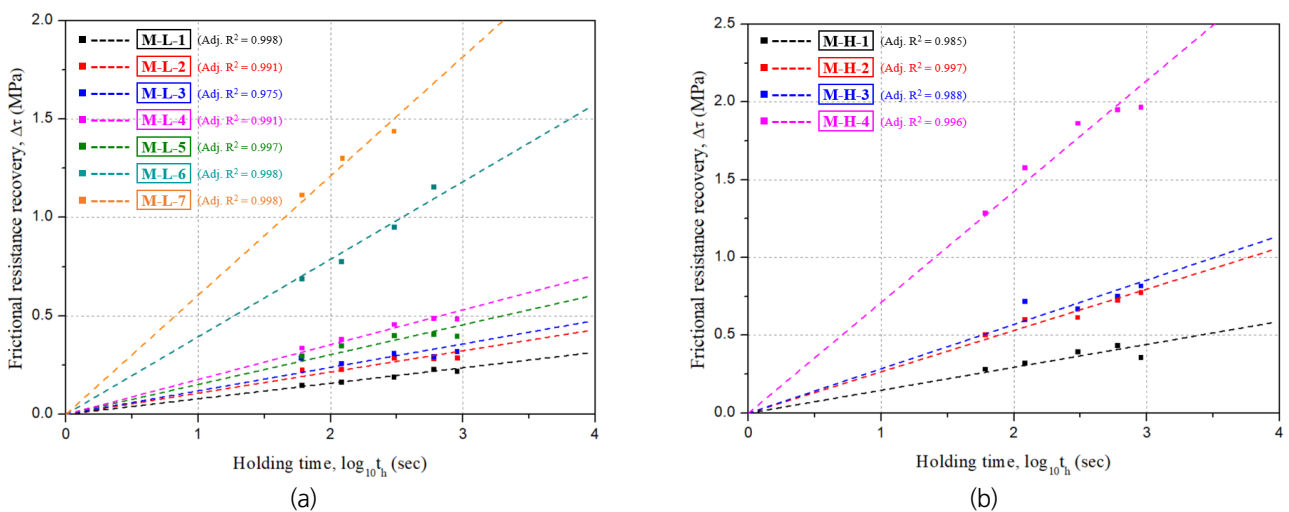 2.0
1.5
1.0
0.5
0.0
Frictional resistance recovery, Δτ (MPa)
M-L-1 (Adj. R² = 0.998)
M-L-2 (Adj. R² = 0.991)
M-L-3 (Adj. R² = 0.975)
M-L-4 (Adj. R² = 0.991)
M-L-5 (Adj. R² = 0.997)
M-L-6 (Adj. R² = 0.998)
M-L-7 (Adj. R² = 0.998)
0 1 2 3 4
Holding time, log₁₀tₕ (sec)
(a)
2.5
2.0
1.5
1.0
0.5
0.0
Frictional resistance recovery, Δτ (MPa)
M-H-1 (Adj. R² = 0.985)
M-H-2 (Adj. R² = 0.997)
M-H-3 (Adj. R² = 0.988)
M-H-4 (Adj. R² = 0.996)
0 1 2 3 4
Holding time, log₁₀tₕ (sec)
(b)